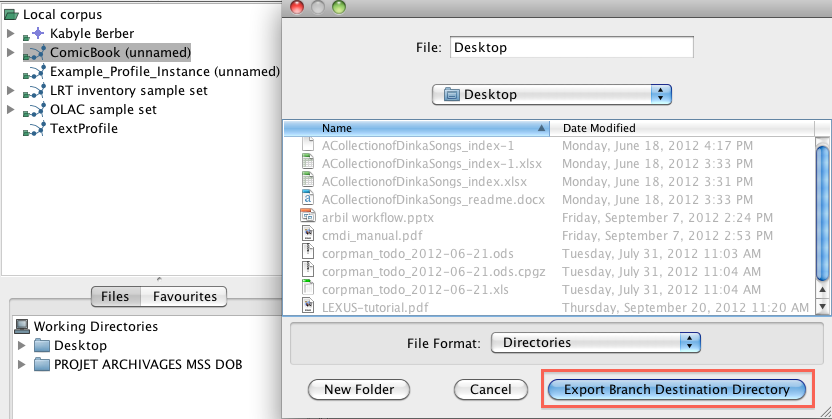 Local corpus
Kabyle Berber
ComicBook (unnamed)
Example_Profile_Instance (unnamed)
LRT inventory sample set
OLAC sample set
TextProfile
Files
Favourites
Working Directories
Desktop
PROJET ARCHIVAGES MSS DOB
File: Desktop
Desktop
Name Date Modified
ACollectionofDinkaSongs_index-1 Monday, June 18, 2012 4:17 PM
ACollectionofDinkaSongs_index-1.xlsx Monday, June 18, 2012 3:33 PM
ACollectionofDinkaSongs_index.xlsx Monday, June 18, 2012 3:31 PM
ACollectionofDinkaSongs_readme.docx Monday, June 18, 2012 3:33 PM
arbil workflow.pptx Friday, September 7, 2012 2:24 PM
cmdi_manual.pdf Friday, September 7, 2012 2:53 PM
corpman_todo_2012-06-21.ods Tuesday, July 31, 2012 11:03 AM
corpman_todo_2012-06-21.ods.cpgz Tuesday, July 31, 2012 11:04 AM
corpman_todo_2012-06-21.xls Tuesday, July 31, 2012 11:04 AM
LEXUS-tutorial.pdf Thursday, September 20, 2012 11:20 AM
File Format: Directories
New Folder Cancel Export Branch Destination Directory